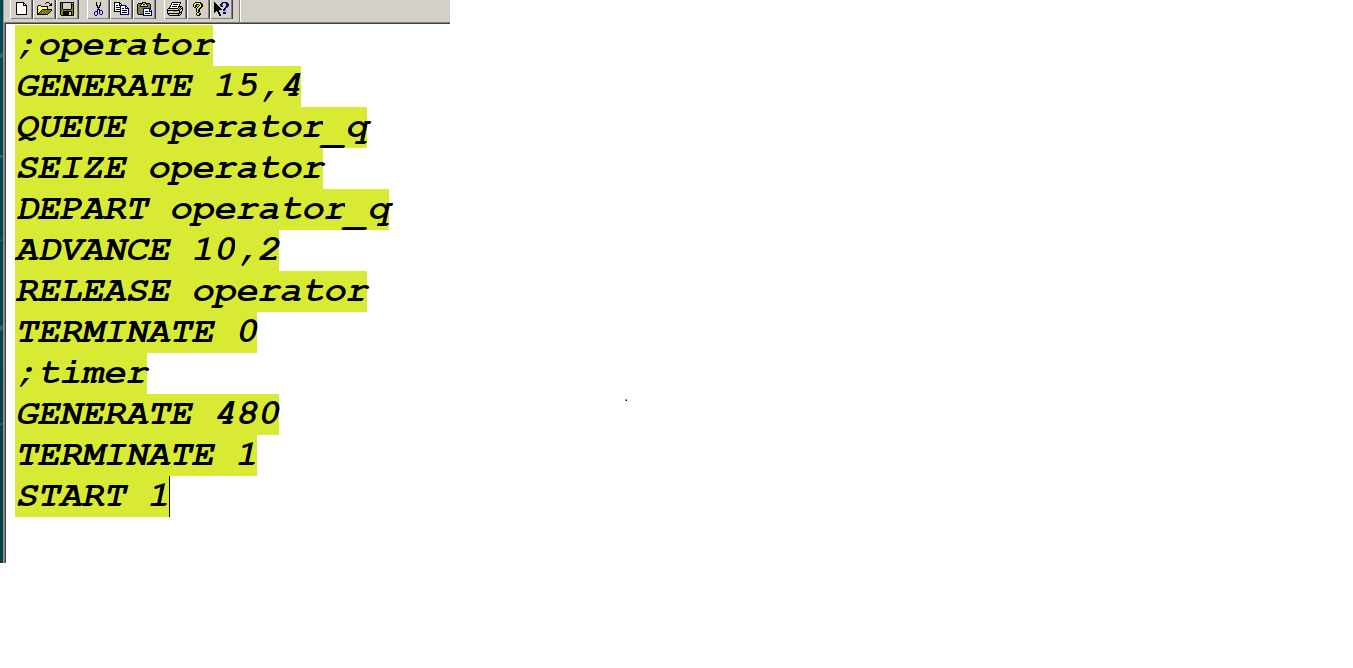 ;operator
GENERATE 15,4
QUEUE operator_q
SEIZE operator
DEPART operator_q
ADVANCE 10,2
RELEASE operator
TERMINATE 0
;timer
GENERATE 480
TERMINATE 1
START 1